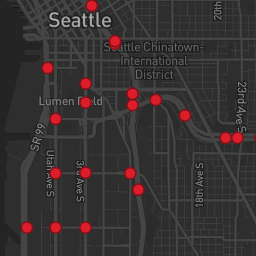 Seattle
20th
Seattle Chinatown-
International
District
Lumen Field
23rd Ave S
SR 99
Utah Ave S
3rd Ave S
18th Ave S